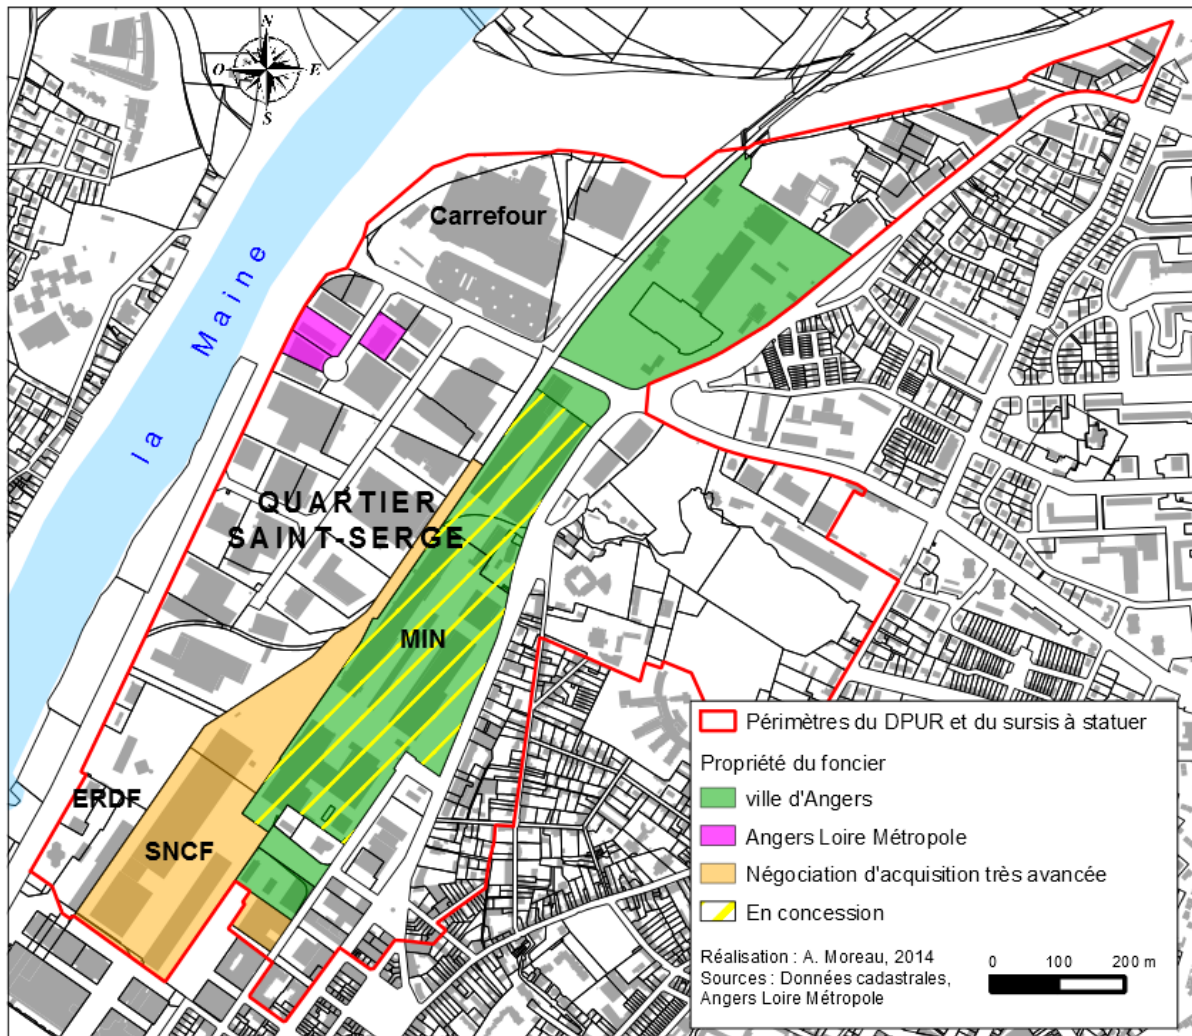 N
O
E
S
Carrefour
la Maine
QUARTIER
SAINT-SERGE
MIN
ERDF
SNCF
Périmètres du DPUR et du sursis à statuer
Propriété du foncier
ville d'Angers
Angers Loire Métropole
Négociation d'acquisition très avancée
En concession
Réalisation : A. Moreau, 2014
Sources : Données cadastrales,
Angers Loire Métropole
0 100 200 m